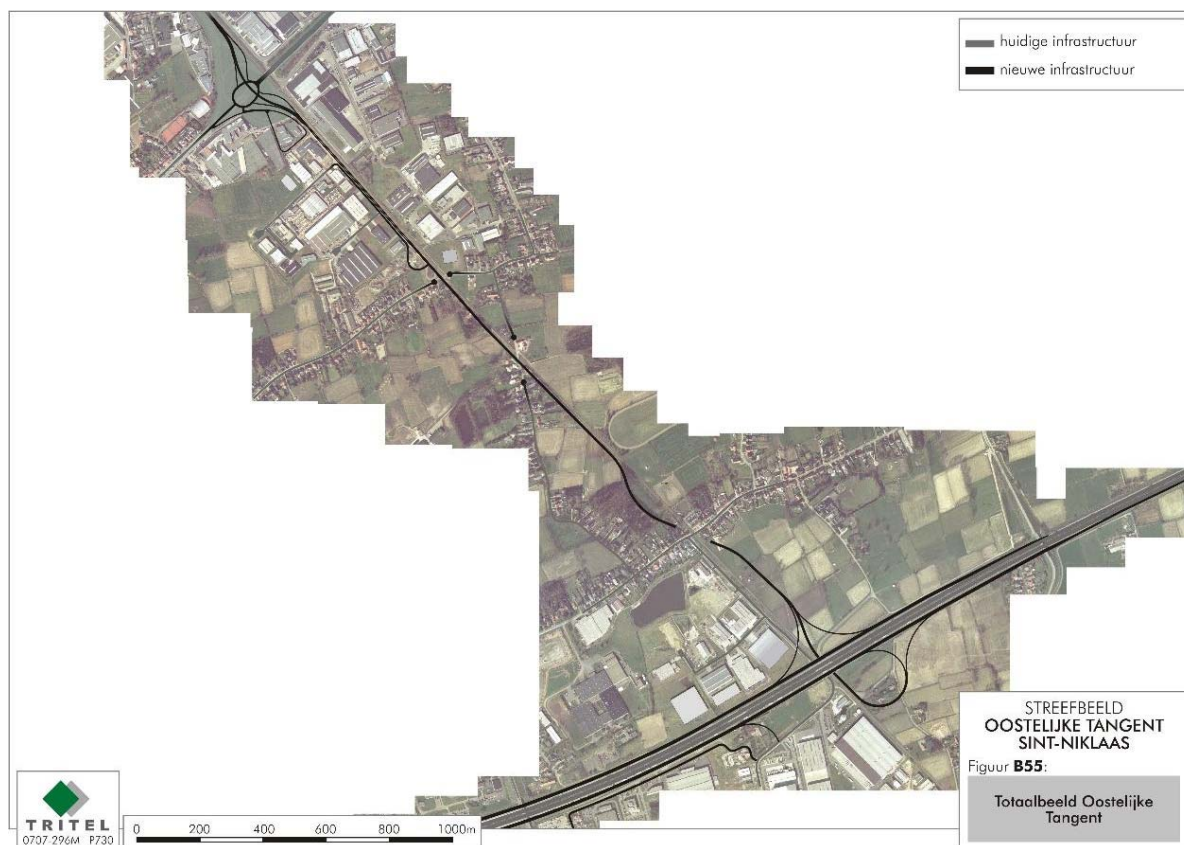 huidige infrastructuur
nieuwe infrastructuur
STREEFBEELD
OOSTELIJKE TANGENT
SINT-NIKLAAS
Figuur B55:
Totaalbeeld Oostelijke
Tangent
TRITEL
0707-296M P730
0 200 400 600 800 1000m